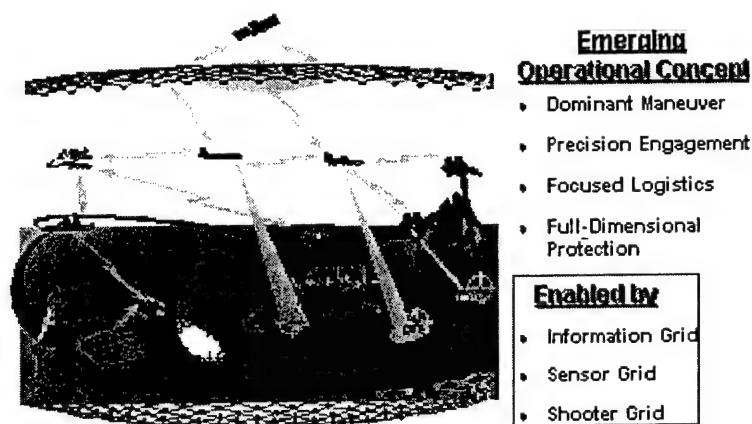 Emerging
Operational Concept
• Dominant Maneuver
• Precision Engagement
• Focused Logistics
• Full-Dimensional
Protection
Enabled by
• Information Grid
• Sensor Grid
• Shooter Grid